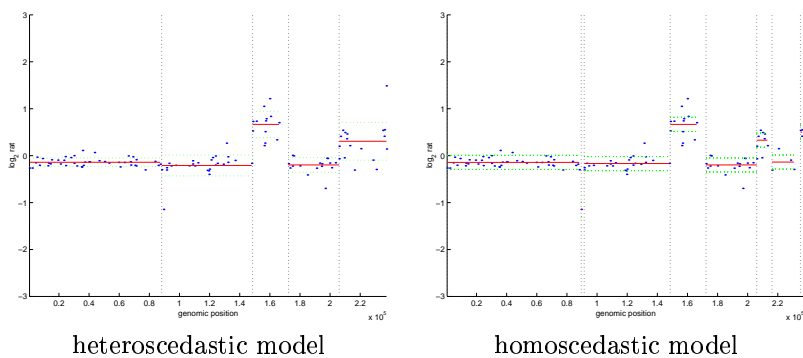 3
2
1
0
−1
−2
−3
log2 rat
0.2 0.4 0.6 0.8 1 1.2 1.4 1.6 1.8 2 2.2
genomic position
x 10^5
heteroscedastic model
3
2
1
0
−1
−2
−3
log2 rat
0.2 0.4 0.6 0.8 1 1.2 1.4 1.6 1.8 2 2.2
genomic position
x 10^5
homoscedastic model